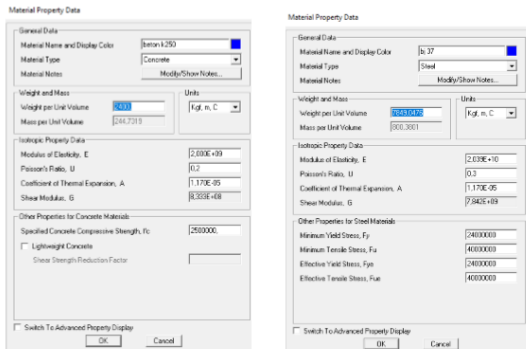 Material Property Data
General Data
Material Name and Display Color beton k250
Material Type Concrete
Material Notes Modify/Show Notes...
Weight and Mass
Units
Weight per Unit Volume 2400,
Kgf, m, C
Mass per Unit Volume 244,7319
Isotropic Property Data
Modulus of Elasticity, E 2,000E+09
Poisson's Ratio, U 0,2
Coefficient of Thermal Expansion, A 1,170E-05
Shear Modulus, G 8,333E+08
Other Properties for Concrete Materials
Specified Concrete Compressive Strength, f'c 2500000,
Lightweight Concrete
Shear Strength Reduction Factor
Switch To Advanced Property Display
OK Cancel
Material Property Data
General Data
Material Name and Display Color bj 37
Material Type Steel
Material Notes Modify/Show Notes...
Weight and Mass
Units
Weight per Unit Volume 7849,0476
Kgf, m, C
Mass per Unit Volume 800,3801
Isotropic Property Data
Modulus of Elasticity, E 2,039E+10
Poisson's Ratio, U 0,3
Coefficient of Thermal Expansion, A 1,170E-05
Shear Modulus, G 7,842E+09
Other Properties for Steel Materials
Minimum Yield Stress, Fy 24000000
Minimum Tensile Stress, Fu 40000000
Effective Yield Stress, Fye 24000000
Effective Tensile Stress, Fue 40000000
Switch To Advanced Property Display
OK Cancel